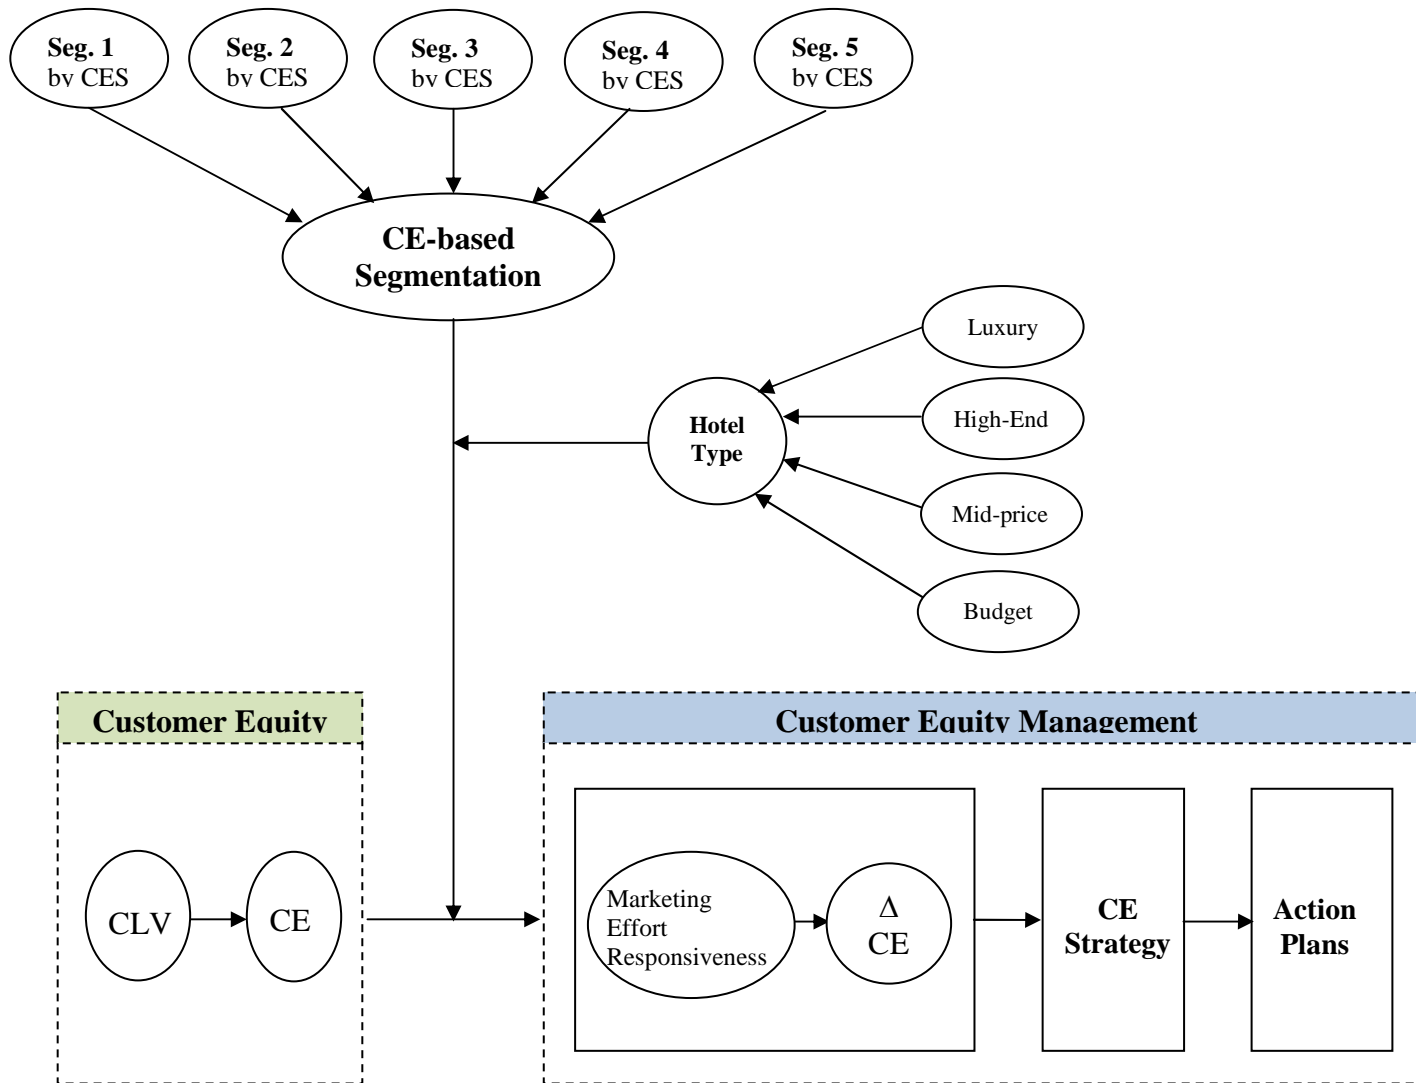 Seg. 1
by CES
Seg. 2
by CES
Seg. 3
by CES
Seg. 4
by CES
Seg. 5
by CES
CE-based
Segmentation
Luxury
High-End
Hotel
Type
Mid-price
Budget
Customer Equity
Customer Equity Management
CLV
CE
Marketing
Effort
Responsiveness
Δ
CE
CE
Strategy
Action
Plans